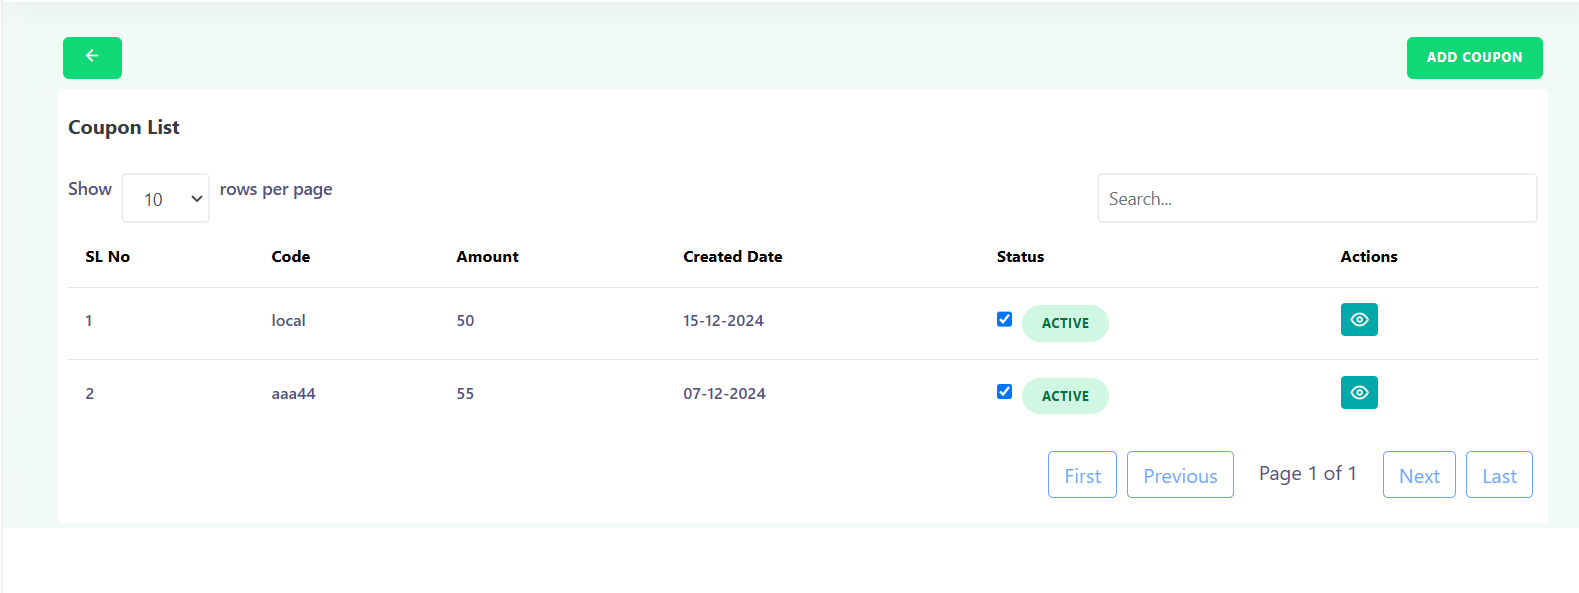 ADD COUPON
Coupon List
Show 10 rows per page
Search...
SL No Code Amount Created Date Status Actions
1 local 50 15-12-2024 ACTIVE
2 aaa44 55 07-12-2024 ACTIVE
First Previous Page 1 of 1 Next Last